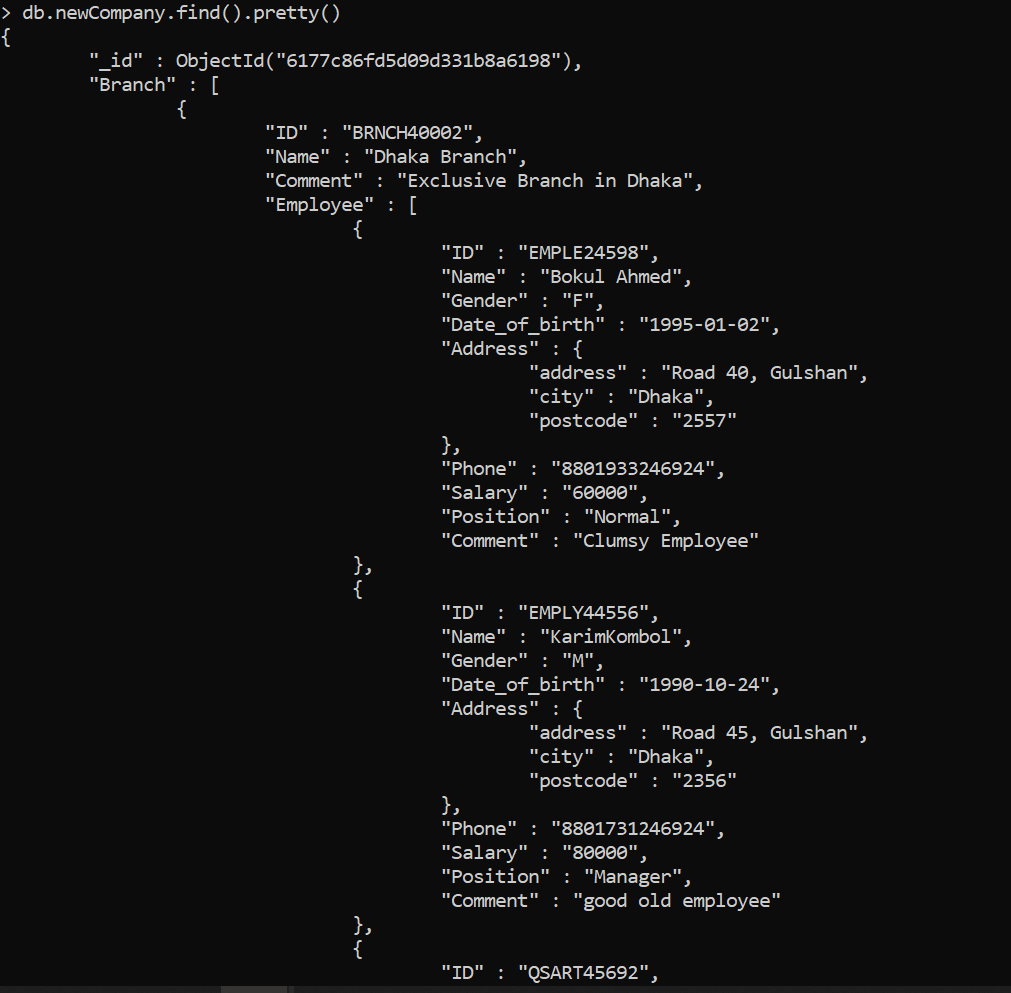 > db.newCompany.find().pretty()
{
"_id" : ObjectId("6177c86fd5d09d331b8a6198"),
"Branch" : [
{
"ID" : "BRNCH40002",
"Name" : "Dhaka Branch",
"Comment" : "Exclusive Branch in Dhaka",
"Employee" : [
{
"ID" : "EMPLE24598",
"Name" : "Bokul Ahmed",
"Gender" : "F",
"Date_of_birth" : "1995-01-02",
"Address" : {
"address" : "Road 40, Gulshan",
"city" : "Dhaka",
"postcode" : "2557"
},
"Phone" : "8801933246924",
"Salary" : "60000",
"Position" : "Normal",
"Comment" : "Clumsy Employee"
},
{
"ID" : "EMPLY44556",
"Name" : "KarimKombol",
"Gender" : "M",
"Date_of_birth" : "1990-10-24",
"Address" : {
"address" : "Road 45, Gulshan",
"city" : "Dhaka",
"postcode" : "2356"
},
"Phone" : "8801731246924",
"Salary" : "80000",
"Position" : "Manager",
"Comment" : "good old employee"
},
{
"ID" : "QSART45692",